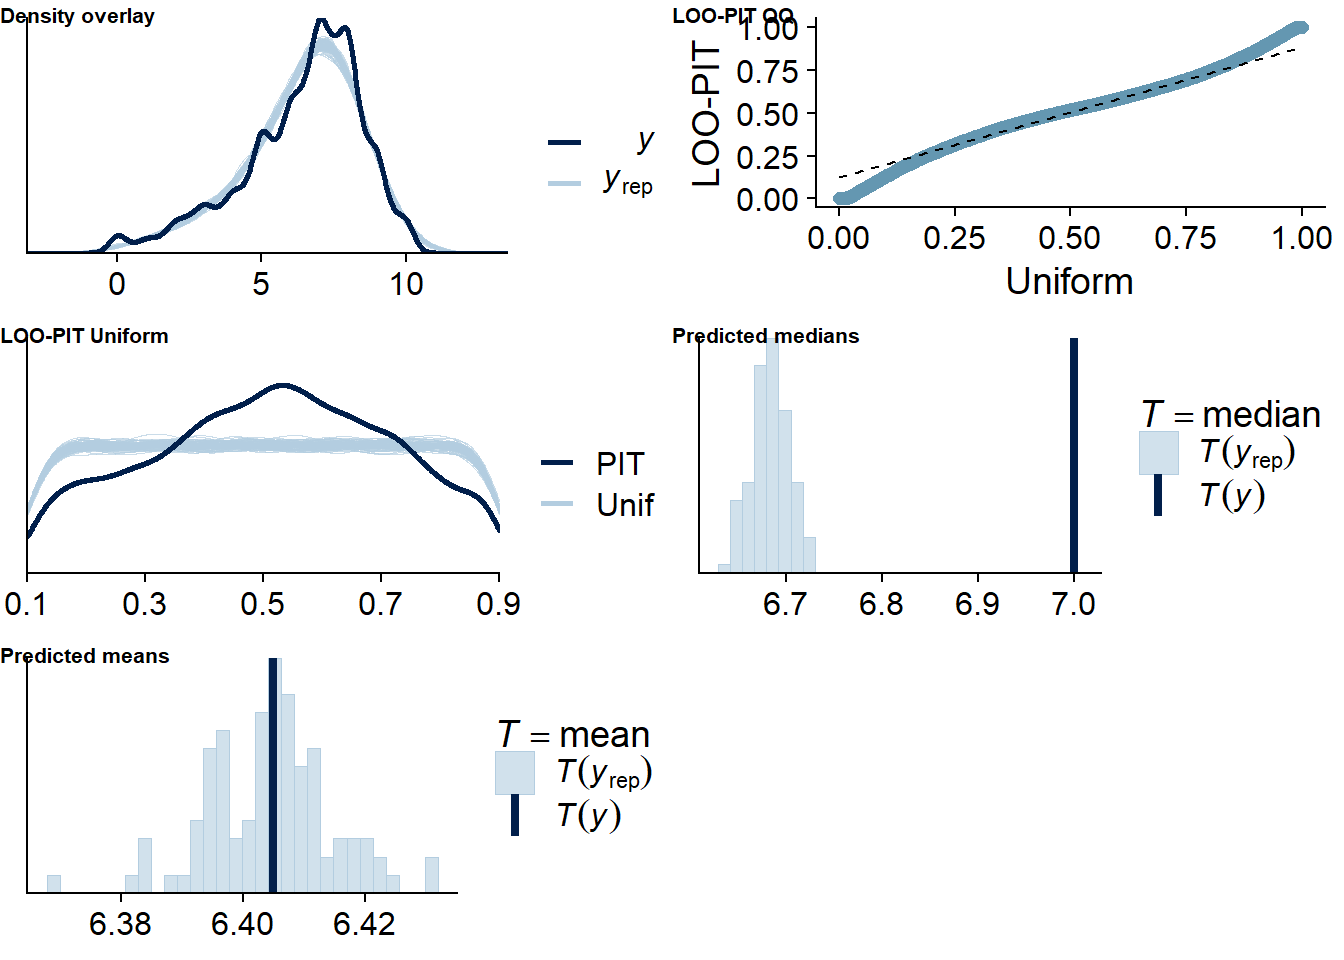 Density overlay
y
yrep
0 5 10
LOO-PIT QQ
LOO-PIT
1.00
0.75
0.50
0.25
0.00
0.00 0.25 0.50 0.75 1.00
Uniform
LOO-PIT Uniform
PIT
Unif
0.1 0.3 0.5 0.7 0.9
Predicted medians
T = median
T(yrep)
T(y)
6.7 6.8 6.9 7.0
Predicted means
T = mean
T(yrep)
T(y)
6.38 6.40 6.42